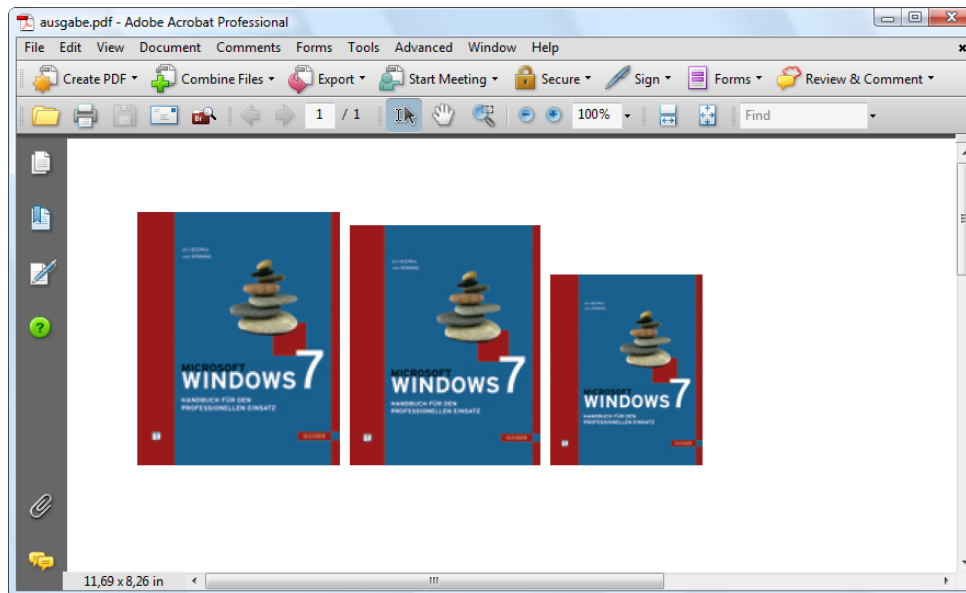 ausgabe.pdf - Adobe Acrobat Professional
File Edit View Document Comments Forms Tools Advanced Window Help
Create PDF Combine Files Export Start Meeting Secure Sign Forms Review & Comment
1 / 1 100% Find
MICROSOFT
WINDOWS 7
HANDBUCH FÜR DEN
PROFESSIONELLEN EINSATZ
MICROSOFT
WINDOWS 7
HANDBUCH FÜR DEN
PROFESSIONELLEN EINSATZ
MICROSOFT
WINDOWS 7
HANDBUCH FÜR DEN
PROFESSIONELLEN EINSATZ
11,69 x 8,26 in